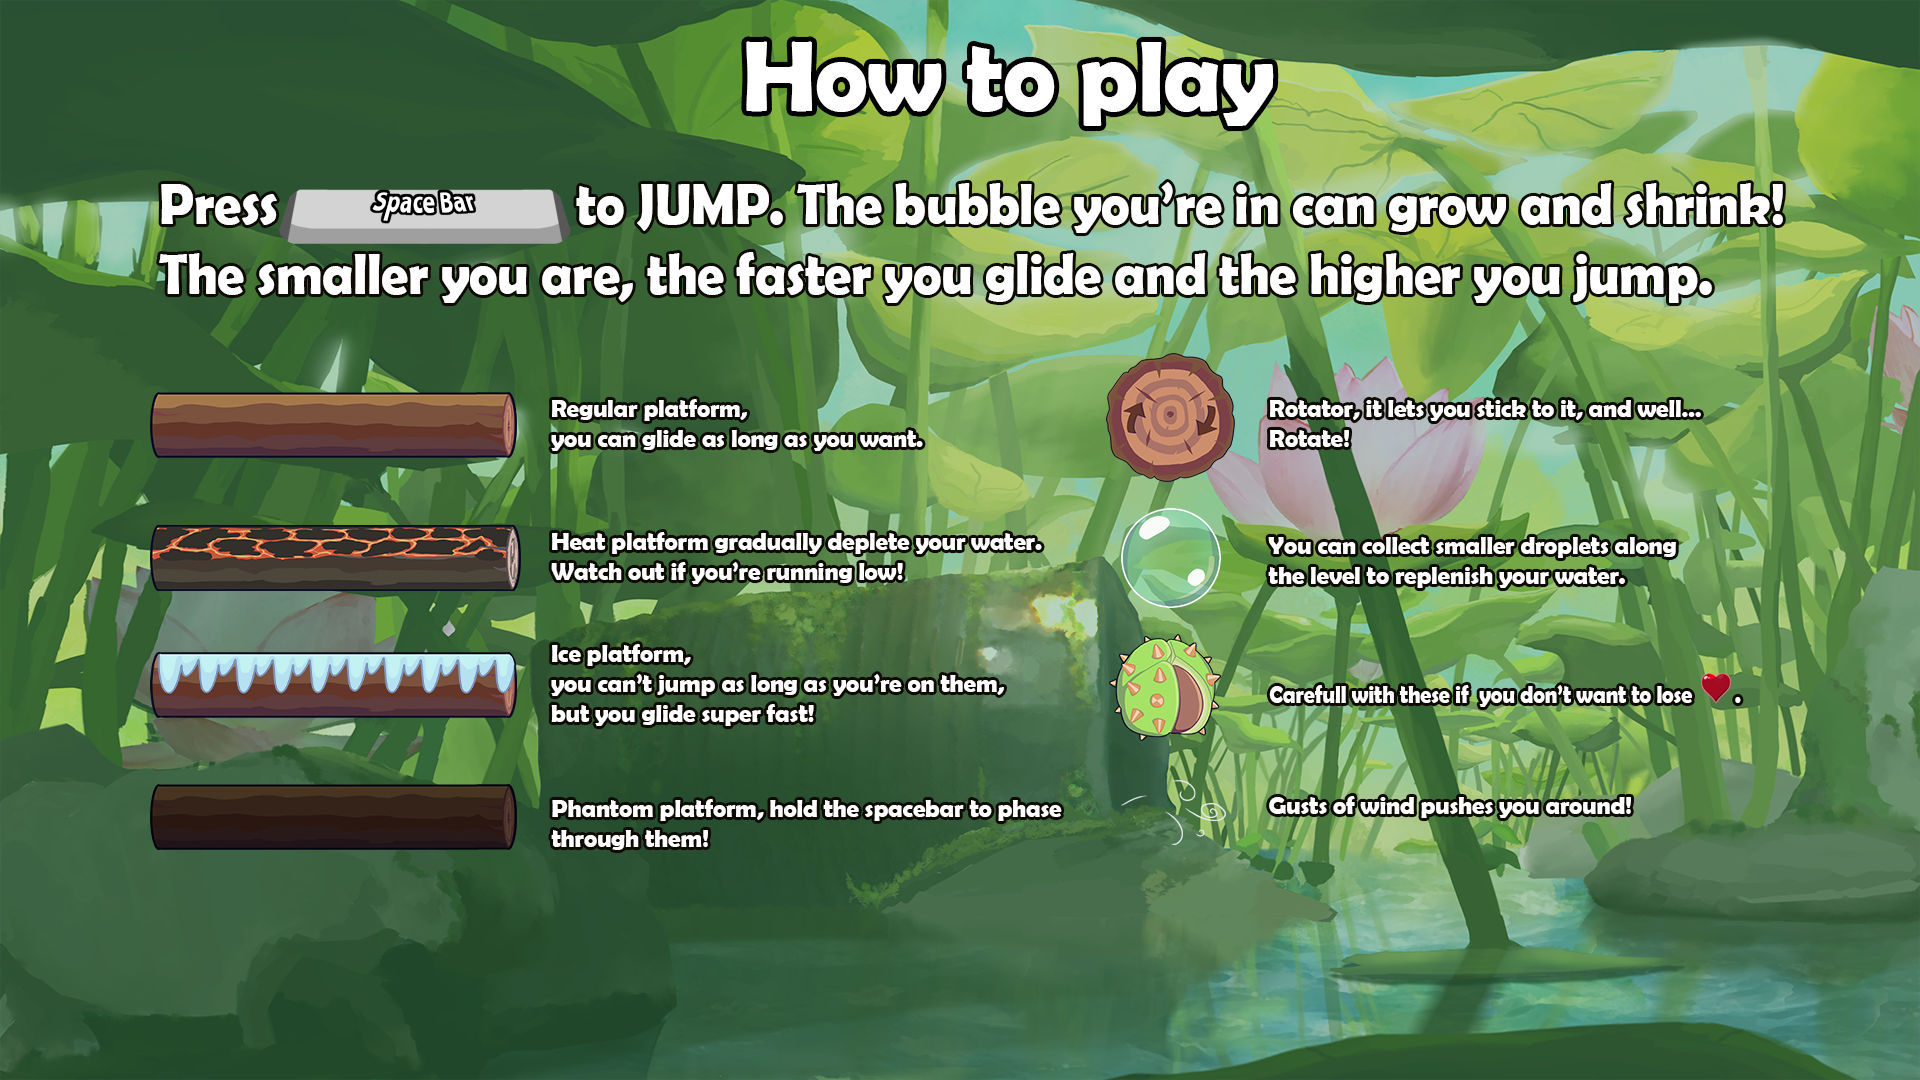 How to play
Press Space Bar to JUMP. The bubble you're in can grow and shrink!
The smaller you are, the faster you glide and the higher you jump.
Regular platform,
you can glide as long as you want.
Heat platform gradually deplete your water.
Watch out if you're running low!
Ice platform,
you can't jump as long as you're on them,
but you glide super fast!
Phantom platform, hold the spacebar to phase
through them!
Rotator, it lets you stick to it, and well...
Rotate!
You can collect smaller droplets along
the level to replenish your water.
Carefull with these if you don't want to lose .
Gusts of wind pushes you around!